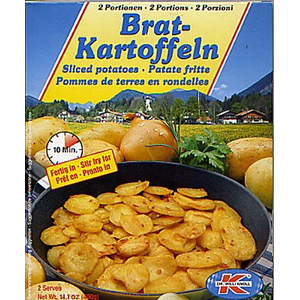 2 Portionen · 2 Portions · 2 Porzioni
Brat-
Kartoffeln
Sliced potatoes · Patate fritte
Pommes de terres en rondelles
10 Min.
Fertig in · Stir fry for
Prêt en · Pronto in
2 Serves
Net Wt. 14.1 OZ
DR. WILLI KNOLL
K